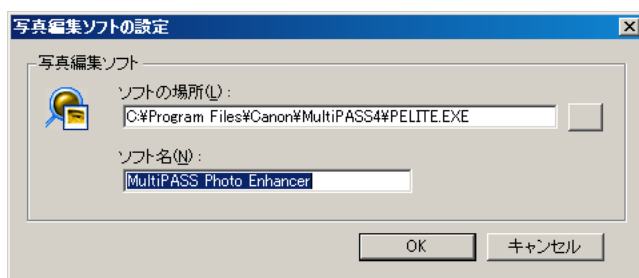 写真編集ソフトの設定
写真編集ソフト
ソフトの場所(L):
C:¥Program Files¥Canon¥MultiPASS4¥PELITE.EXE
ソフト名(N):
MultiPASS Photo Enhancer
OK
キャンセル